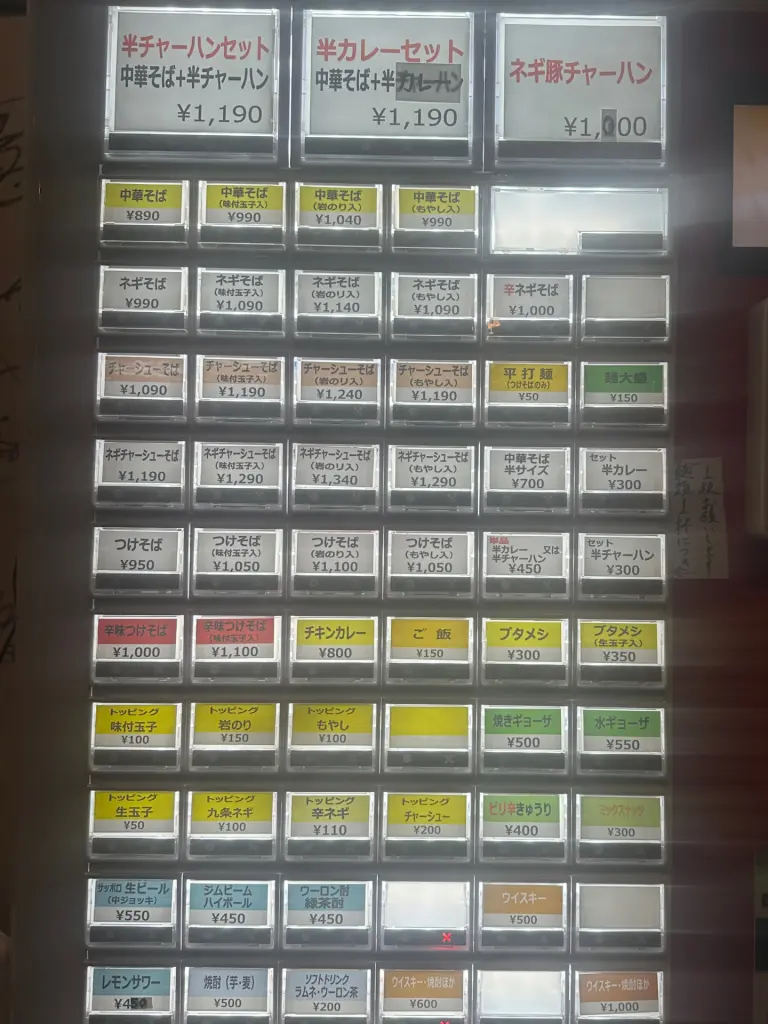 半チャーハンセット
中華そば+半チャーハン
¥1,190
半カレーセット
中華そば+半
¥1,190
ネギ豚チャーハン
¥1,000
中華そば
¥890
中華そば
(味付玉子入)
¥990
中華そば
(岩のり入)
¥1,040
中華そば
(もやし入)
¥990
ネギそば
¥990
ネギそば
(味付玉子入)
¥1,090
ネギそば
(岩のり入)
¥1,140
ネギそば
(もやし入)
¥1,090
辛ネギそば
¥1,000
チャーシューそば
¥1,090
チャーシューそば
(味付玉子入)
¥1,190
チャーシューそば
(岩のり入)
¥1,240
チャーシューそば
(もやし入)
¥1,190
平打麺
(つけそばのみ)
¥50
麺大盛
¥150
ネギチャーシューそば
¥1,190
ネギチャーシューそば
(味付玉子入)
¥1,290
ネギチャーシューそば
(岩のり入)
¥1,340
ネギチャーシューそば
(もやし入)
¥1,290
中華そば
半サイズ
¥700
セット
半カレー
¥300
つけそば
¥950
つけそば
(味付玉子入)
¥1,050
つけそば
(岩のり入)
¥1,100
つけそば
(もやし入)
¥1,050
単品
半カレー 又は
半チャーハン
¥450
セット
半チャーハン
¥300
辛味つけそば
¥1,000
辛味つけそば
(味付玉子入)
¥1,100
チキンカレー
¥800
ご飯
¥150
ブタメシ
¥300
ブタメシ
(生玉子入)
¥350
トッピング
味付玉子
¥100
トッピング
岩のり
¥150
トッピング
もやし
¥100
焼きギョーザ
¥500
水ギョーザ
¥550
トッピング
生玉子
¥50
トッピング
九条ネギ
¥100
トッピング
辛ネギ
¥110
トッピング
チャーシュー
¥200
ピリ辛きゅうり
¥400
ミックスナッツ
¥300
サッポロ 生ビール
(中ジョッキ)
¥550
ジムビーム
ハイボール
¥450
ウーロン酎
緑茶酎
¥450
ウイスキー
¥500
レモンサワー
¥450
焼酎(芋・麦)
¥500
ソフトドリンク
ラムネ・ウーロン茶
¥200
ウイスキー・焼酎ほか
¥600
ウイスキー・焼酎ほか
¥1,000